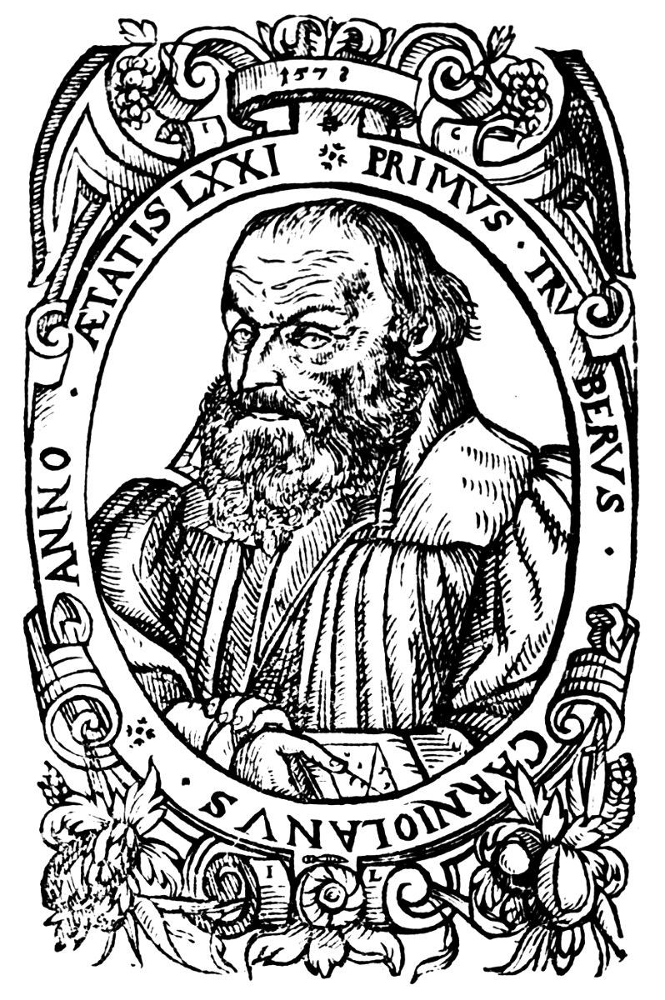 1578
I C
PRIMVS · TRVBERVS · CARNIOLANVS ·
ANNO · ÆTATIS LXXI
I L